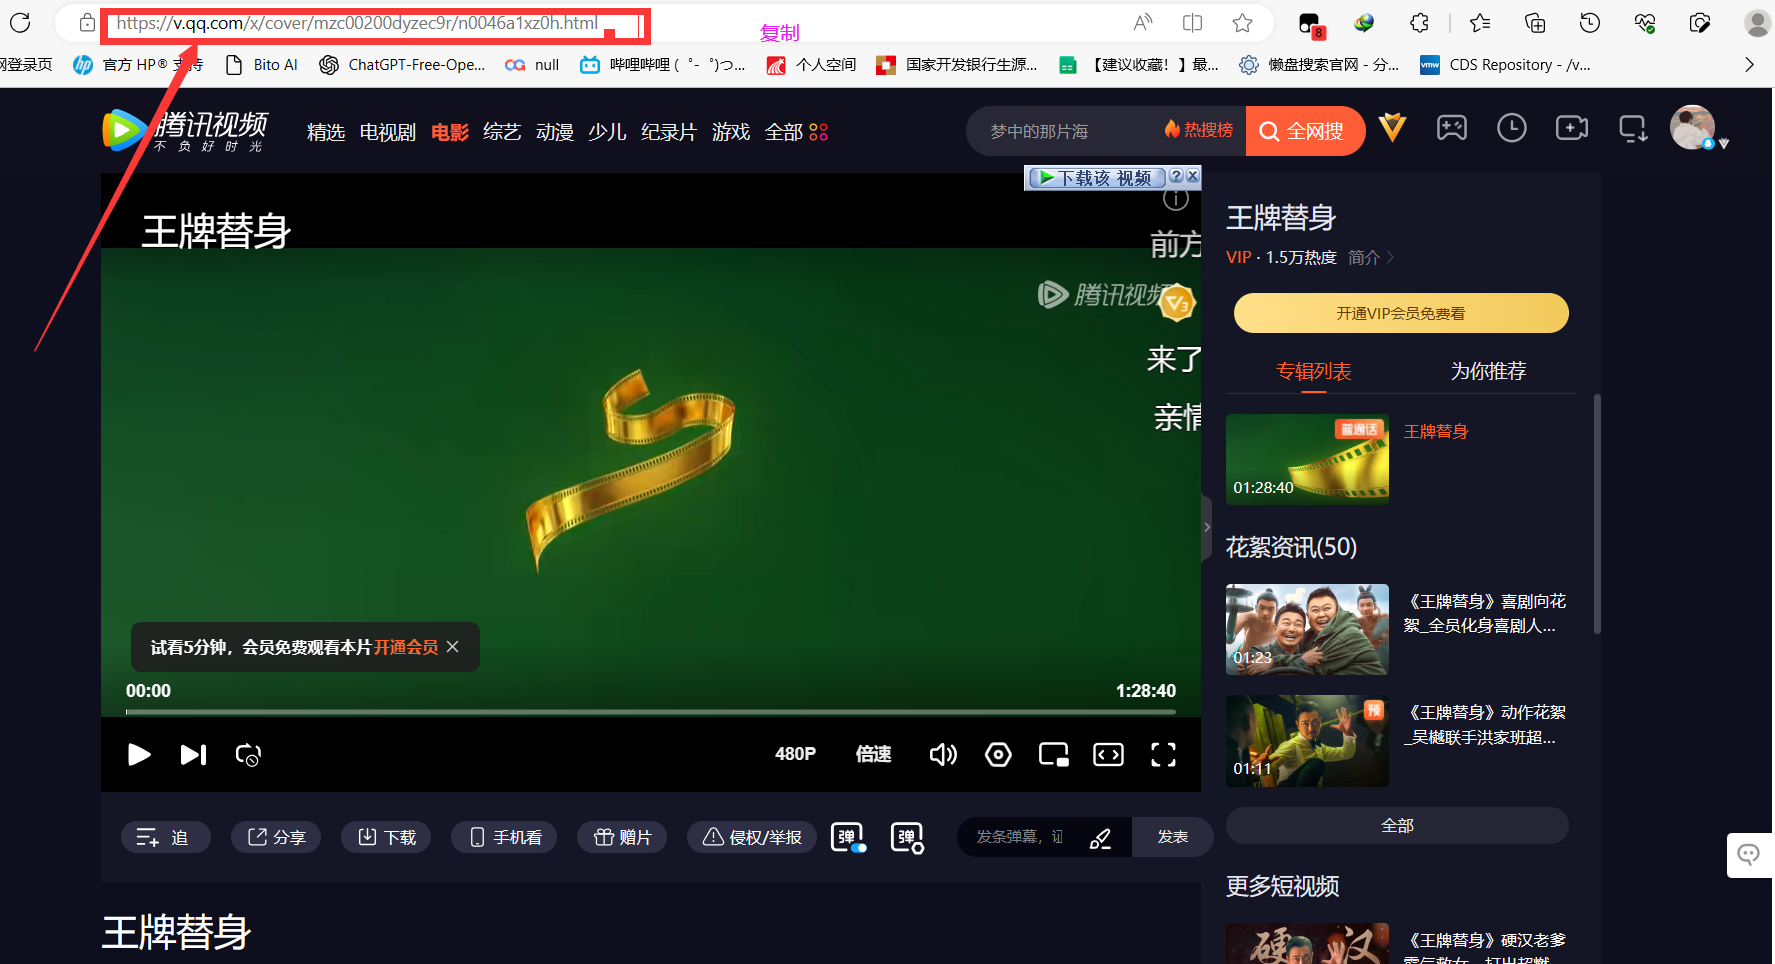 https://v.qq.com/x/cover/mzc00200dyzec9r/n0046a1xz0h.html
复制
8
网登录页
官方 HP® 支持
Bito AI
ChatGPT-Free-Ope...
null
哔哩哔哩 (゜-゜)つ...
个人空间
国家开发银行生源...
【建议收藏！】最...
懒盘搜索官网 - 分...
CDS Repository - /v...
腾讯视频
不负好时光
精选 电视剧 电影 综艺 动漫 少儿 纪录片 游戏 全部
梦中的那片海
热搜榜
全网搜
下载该 视频
王牌替身
前方
腾讯视频
来了
亲情
试看5分钟，会员免费观看本片开通会员
00:00
1:28:40
480P
倍速
追
分享
下载
手机看
赠片
侵权/举报
弹
弹
发条弹幕，记
发表
王牌替身
王牌替身
VIP · 1.5万热度 简介
开通VIP会员免费看
专辑列表
为你推荐
普通话
01:28:40
王牌替身
花絮资讯(50)
01:23
《王牌替身》喜剧向花
絮_全员化身喜剧人...
预
01:11
《王牌替身》动作花絮
_吴樾联手洪家班超...
全部
更多短视频
硬汉
《王牌替身》硬汉老爹